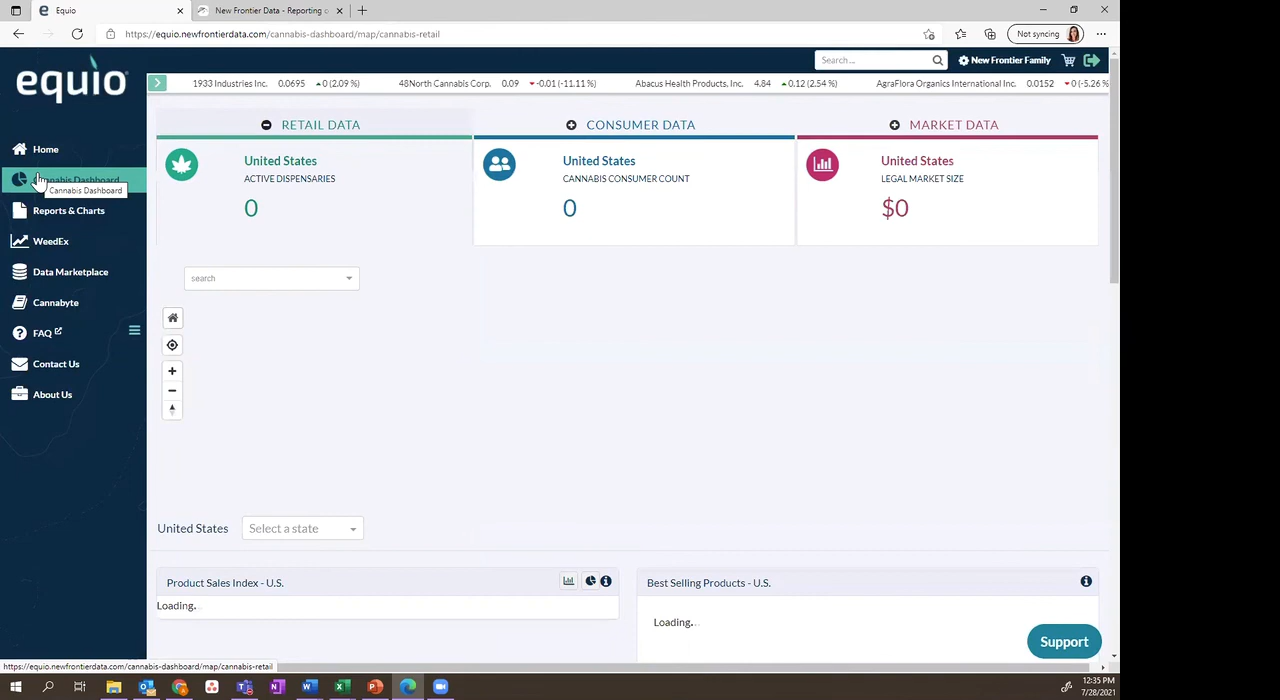 Equio
New Frontier Data - Reporting o
https://equio.newfrontierdata.com/cannabis-dashboard/map/cannabis-retail
Not syncing
equio
Search ...
New Frontier Family
1933 Industries Inc. 0.0695 0 (2.09 %) 48North Cannabis Corp. 0.09 -0.01 (-11.11 %) Abacus Health Products, Inc. 4.84 0.12 (2.54 %) AgraFlora Organics International Inc. 0.0152 0 (-5.26 %
RETAIL DATA
CONSUMER DATA
MARKET DATA
United States
ACTIVE DISPENSARIES
0
United States
CANNABIS CONSUMER COUNT
0
United States
LEGAL MARKET SIZE
$0
Home
Cannabis Dashboard
Cannabis Dashboard
Reports & Charts
WeedEx
Data Marketplace
Cannabyte
FAQ
Contact Us
About Us
search
United States
Select a state
Product Sales Index - U.S.
Loading.
Best Selling Products - U.S.
Loading...
Support
https://equio.newfrontierdata.com/cannabis-dashboard/map/cannabis-retail
12:35 PM
7/28/2021